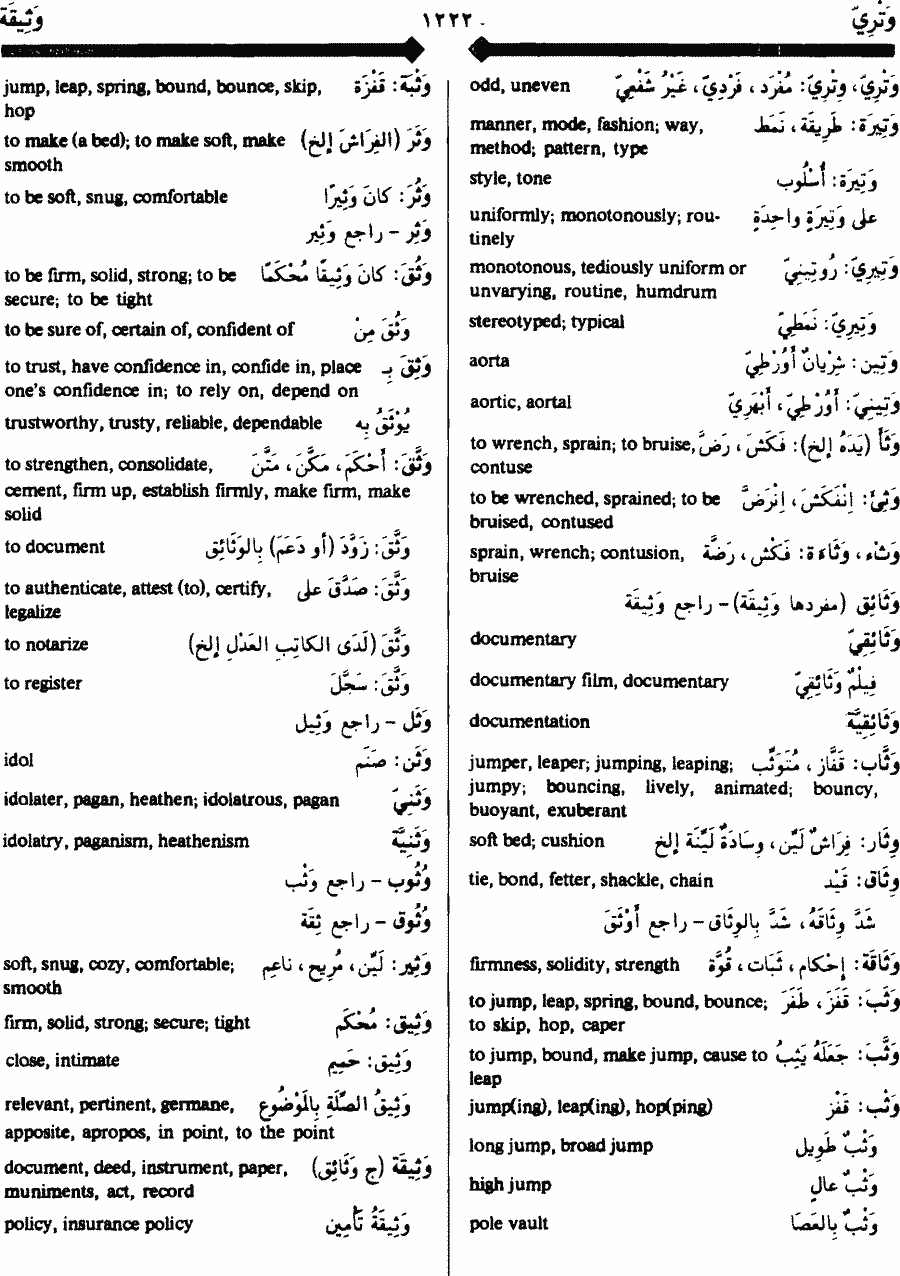 وَتْرِيّ ١٢٢٢ وَثِيقَة
وَتْرِيّ، وِتْرِيّ: مُفْرَد، فَرْدِيّ، غَيْرُ شَفْعِيّ odd, uneven
وَتِيرَة: طَرِيقَة، نَمَط manner, mode, fashion; way,
method; pattern, type
وَتِيرَة: أُسْلُوب style, tone
على وَتِيرَةٍ واحِدَةٍ uniformly; monotonously; rou-
tinely
وَتِيرِيّ: رُوتِينِيّ monotonous, tediously uniform or
unvarying, routine, humdrum
وَتِيرِيّ: نَمَطِيّ stereotyped; typical
وَتِين: شِرْيانٌ أَوُرْطِيّ aorta
وَتِينِيّ: أَوُرْطِيّ، أَبْهَرِيّ aortic, aortal
وَثَأَ (يَدَهُ إلخ): فَكَشَ، رَضَّ to wrench, sprain; to bruise,
contuse
وُثِئَ: اِنْفَكَشَ، اِنْرَضَّ to be wrenched, sprained; to be
bruised, contused
وَثْء، وَثَاءَة: فَكْش، رَضَّة sprain, wrench; contusion,
bruise
وَثَائِق (مفردها وَثِيقَة) – راجع وَثِيقَة
وَثَائِقِيّ documentary
فِيلْمٌ وَثَائِقِيّ documentary film, documentary
وَثَائِقِيَّة documentation
وَثَّاب: قَفَّاز، مُتَوَثِّب jumper, leaper; jumping, leaping;
jumpy; bouncing, lively, animated; bouncy,
buoyant, exuberant
وِثَار: فِرَاشٌ لَيِّن، وِسَادَةٌ لَيِّنَة إلخ soft bed; cushion
وِثَاق: قَيْد tie, bond, fetter, shackle, chain
شَدَّ وِثَاقَهُ، شَدَّ بِالوِثَاق – راجع أَوْثَقَ
وَثَاقَة: إحْكام، ثَبَات، قُوَّة firmness, solidity, strength
وَثَبَ: قَفَزَ، طَفَرَ to jump, leap, spring, bound, bounce;
to skip, hop, caper
وَثَّبَ: جَعَلَهُ يَثِبُ to jump, bound, make jump, cause to
leap
وَثْب: قَفْز jump(ing), leap(ing), hop(ping)
وَثْبٌ طَوِيل long jump, broad jump
وَثْبٌ عالٍ high jump
وَثْبٌ بِالعَصَا pole vault
وَثْبَة: قَفْزَة jump, leap, spring, bound, bounce, skip,
hop
وَثَرَ (الفِرَاشَ إلخ) to make (a bed); to make soft, make
smooth
وَثُرَ: كانَ وَثِيرًا to be soft, snug, comfortable
وَثِر – راجع وَثِير
وَثُقَ: كانَ وَثِيقًا مُحْكَمًا to be firm, solid, strong; to be
secure; to be tight
وَثُقَ مِنْ to be sure of, certain of, confident of
وَثِقَ بِـ to trust, have confidence in, confide in, place
one's confidence in; to rely on, depend on
يُوْثَقُ بِه trustworthy, trusty, reliable, dependable
وَثَّقَ: أَحْكَمَ، مَكَّنَ، مَتَّنَ to strengthen, consolidate,
cement, firm up, establish firmly, make firm, make
solid
وَثَّقَ: زَوَّدَ (أو دَعَمَ) بِالوَثَائِق to document
وَثَّقَ: صَدَّقَ على to authenticate, attest (to), certify,
legalize
وَثَّقَ (لَدَى الكاتِبِ العَدْلِ إلخ) to notarize
وَثَّقَ: سَجَّلَ to register
وَثْل – راجع وَثِيل
وَثَن: صَنَم idol
وَثَنِيّ idolater, pagan, heathen; idolatrous, pagan
وَثَنِيَّة idolatry, paganism, heathenism
وُثُوب – راجع وَثْب
وُثُوق – راجع ثِقَة
وَثِير: لَيِّن، مُرِيح، ناعِم soft, snug, cozy, comfortable;
smooth
وَثِيق: مُحْكَم firm, solid, strong; secure; tight
وَثِيق: حَمِيم close, intimate
وَثِيقُ الصِّلَةِ بِالمَوْضُوع relevant, pertinent, germane,
apposite, apropos, in point, to the point
وَثِيقَة (ج وَثَائِق) document, deed, instrument, paper,
muniments, act, record
وَثِيقَةُ تَأْمِين policy, insurance policy